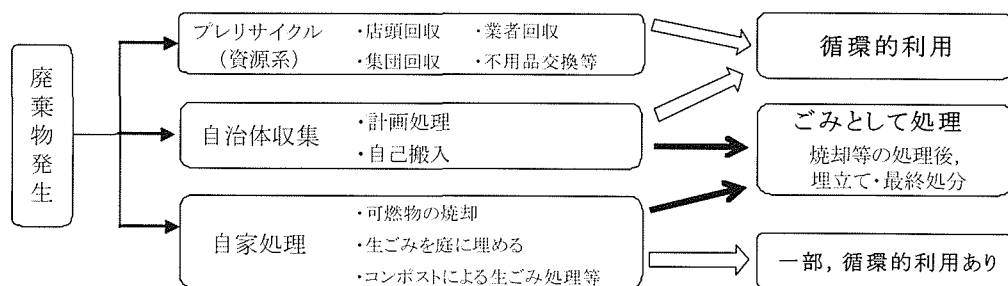 廃棄物発生
プレリサイクル
(資源系)
・店頭回収 ・業者回収
・集団回収 ・不用品交換等
循環的利用
自治体収集
・計画処理
・自己搬入
ごみとして処理
焼却等の処理後,
埋立て・最終処分
自家処理
・可燃物の焼却
・生ごみを庭に埋める
・コンポストによる生ごみ処理等
一部, 循環的利用あり